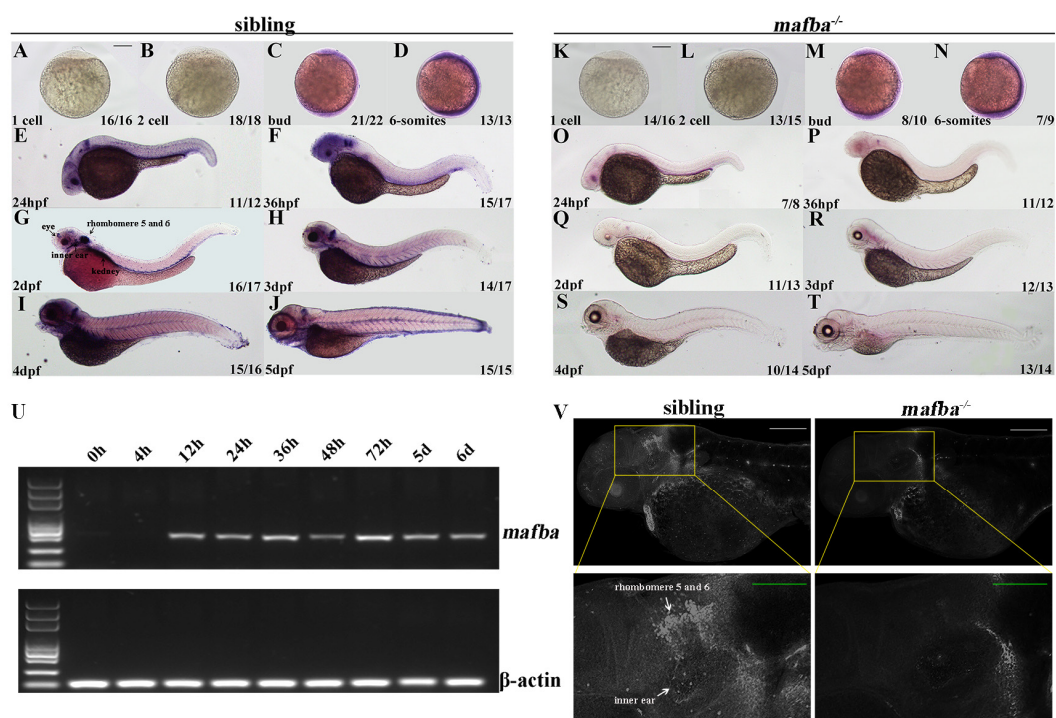 sibling
mafba-/-
A B C D
1 cell 16/16 2 cell 18/18 bud 21/22 6-somites 13/13
E F
24hpf 11/12 36hpf 15/17
G eye rhombomere 5 and 6 H
inner ear
kedney
2dpf 16/17 3dpf 14/17
I J
4dpf 15/16 5dpf 15/15
K L M N
1 cell 14/16 2 cell 13/15 bud 8/10 6-somites 7/9
O P
24hpf 7/8 36hpf 11/12
Q R
2dpf 11/13 3dpf 12/13
S T
4dpf 10/14 5dpf 13/14
U
0h 4h 12h 24h 36h 48h 72h 5d 6d
mafba
β-actin
V sibling mafba-/-
rhombomere 5 and 6
inner ear